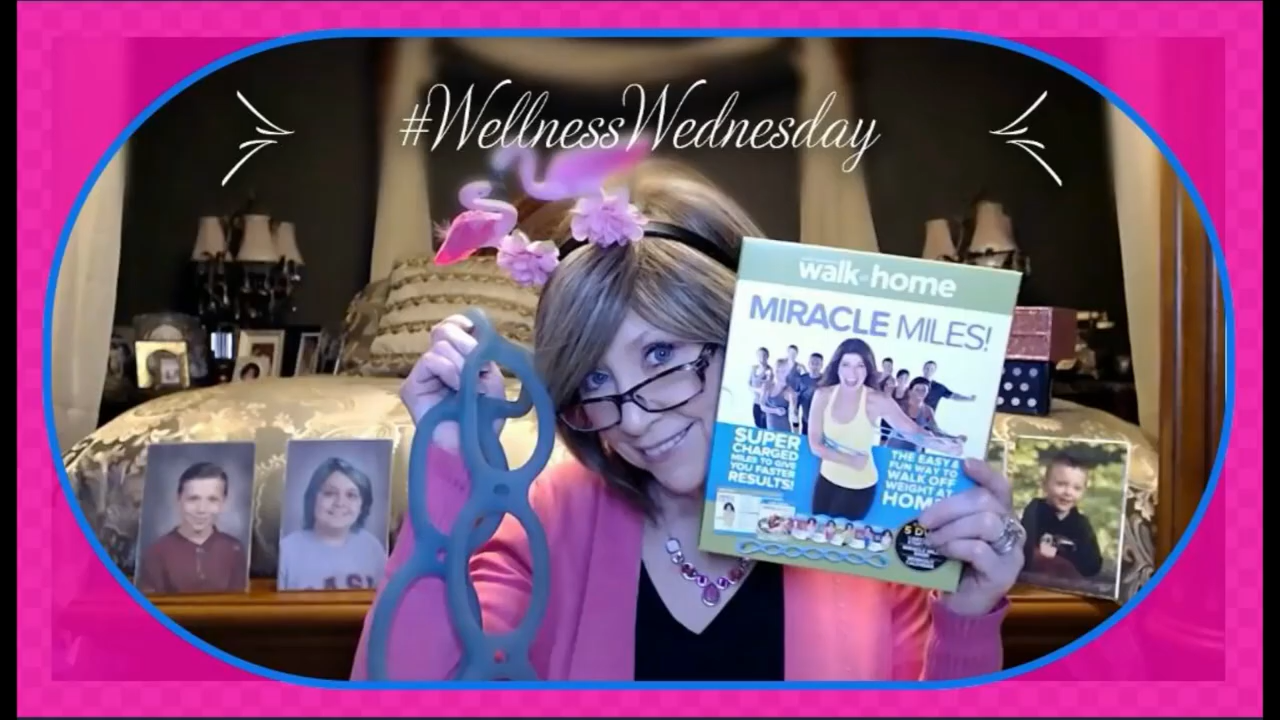 #WellnessWednesday
walk at home
MIRACLE MILES!
SUPER
CHARGED
MILES TO GIVE
YOU FASTER
RESULTS!
THE EASY &
FUN WAY TO
WALK OFF
WEIGHT AT
HOM